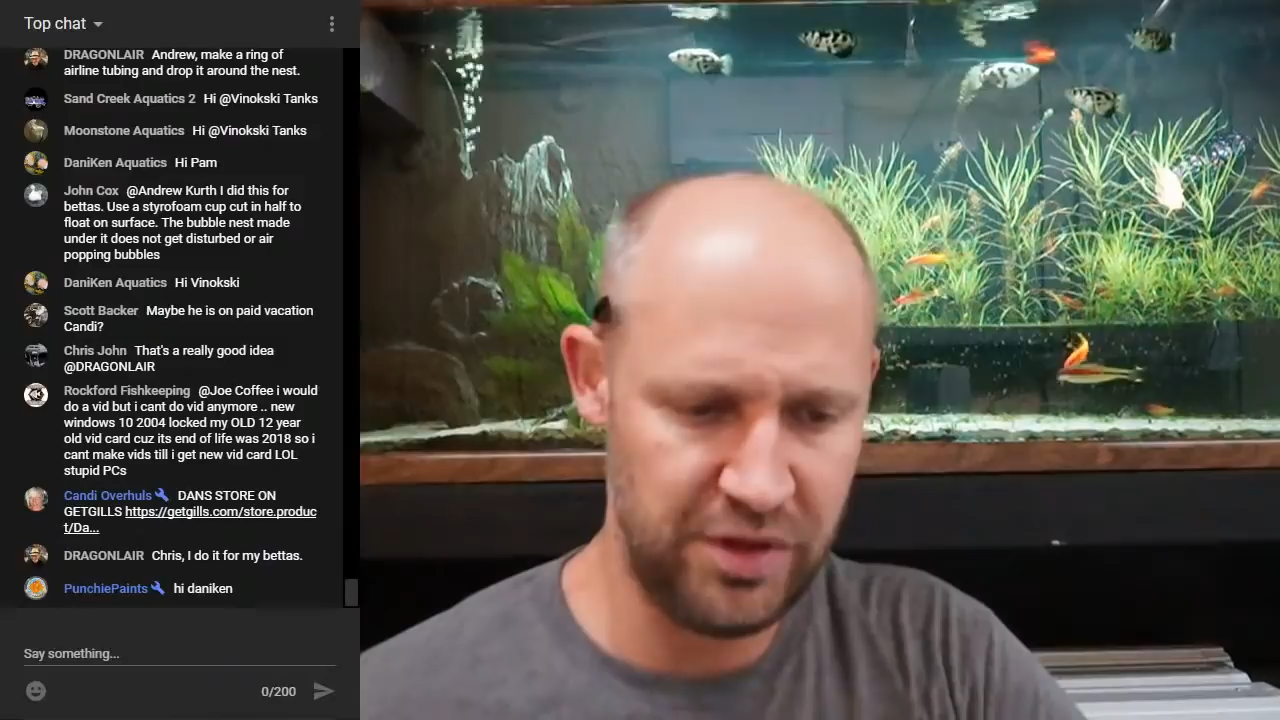 Top chat
DRAGONLAIR Andrew, make a ring of
airline tubing and drop it around the nest.
Sand Creek Aquatics 2 Hi @Vinokski Tanks
Moonstone Aquatics Hi @Vinokski Tanks
DaniKen Aquatics Hi Pam
John Cox @Andrew Kurth I did this for
bettas. Use a styrofoam cup cut in half to
float on surface. The bubble nest made
under it does not get disturbed or air
popping bubbles
DaniKen Aquatics Hi Vinokski
Scott Backer Maybe he is on paid vacation
Candi?
Chris John That's a really good idea
@DRAGONLAIR
Rockford Fishkeeping @Joe Coffee i would
do a vid but i cant do vid anymore .. new
windows 10 2004 locked my OLD 12 year
old vid card cuz its end of life was 2018 so i
cant make vids till i get new vid card LOL
stupid PCs
Candi Overhuls DANS STORE ON
GETGILLS https://getgills.com/store.produc
t/Da...
DRAGONLAIR Chris, I do it for my bettas.
PunchiePaints hi daniken
Say something...
0/200